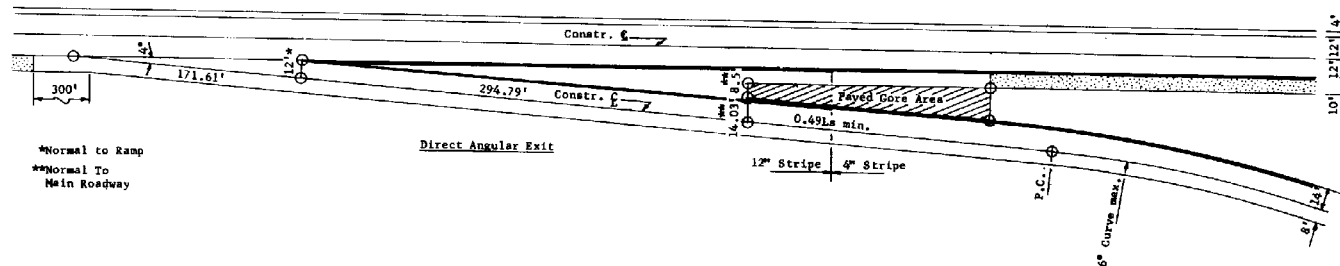 4'
Constr. ℄
12'
12'
4°
12'*
171.61'
294.79'
** 8.5'
12'
10'
300'
Constr. ℄
** 14.03'
Paved Gore Area
0.49Ls min.
*Normal to Ramp
**Normal To
Main Roadway
Direct Angular Exit
12" Stripe
4" Stripe
P.C.
6° Curve max.
14'
8'